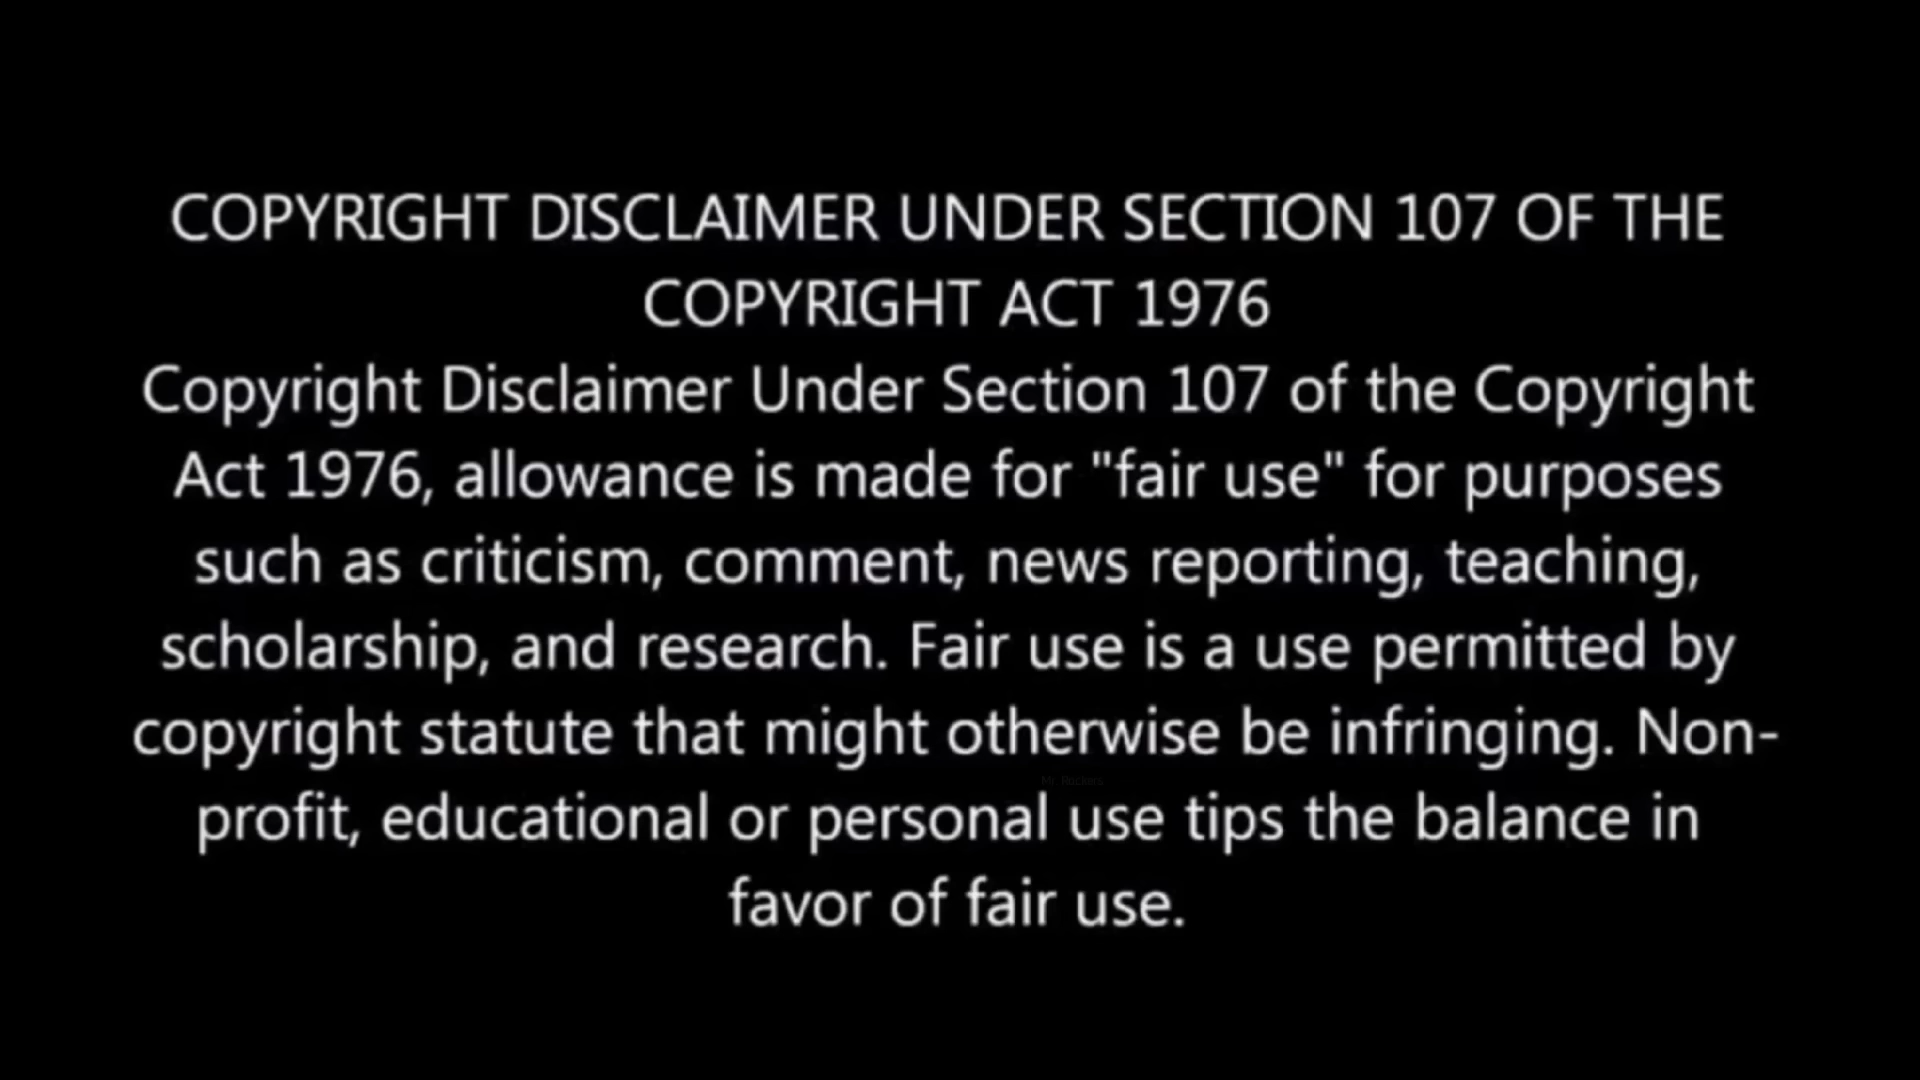 COPYRIGHT DISCLAIMER UNDER SECTION 107 OF THE
COPYRIGHT ACT 1976
Copyright Disclaimer Under Section 107 of the Copyright
Act 1976, allowance is made for "fair use" for purposes
such as criticism, comment, news reporting, teaching,
scholarship, and research. Fair use is a use permitted by
copyright statute that might otherwise be infringing. Non-
profit, educational or personal use tips the balance in
favor of fair use.